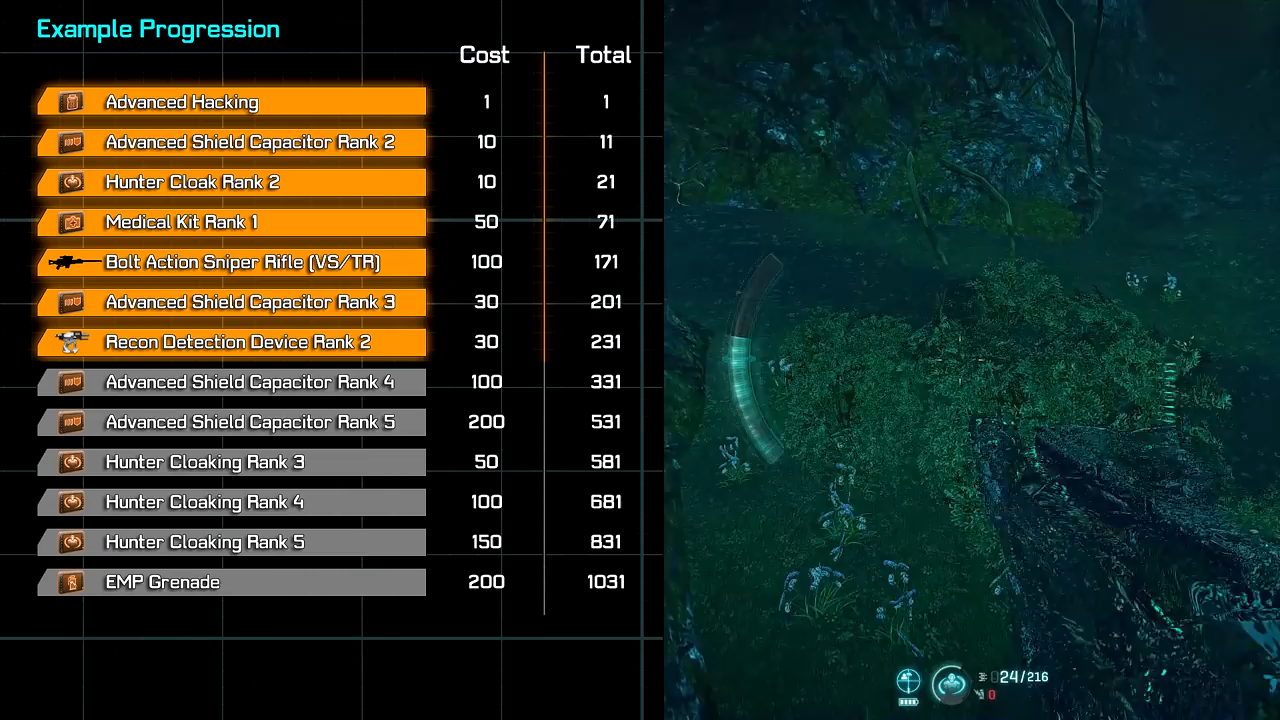 Example Progression
Cost Total
Advanced Hacking 1 1
Advanced Shield Capacitor Rank 2 10 11
Hunter Cloak Rank 2 10 21
Medical Kit Rank 1 50 71
Bolt Action Sniper Rifle (VS/TR) 100 171
Advanced Shield Capacitor Rank 3 30 201
Recon Detection Device Rank 2 30 231
Advanced Shield Capacitor Rank 4 100 331
Advanced Shield Capacitor Rank 5 200 531
Hunter Cloaking Rank 3 50 581
Hunter Cloaking Rank 4 100 681
Hunter Cloaking Rank 5 150 831
EMP Grenade 200 1031
024/216
0